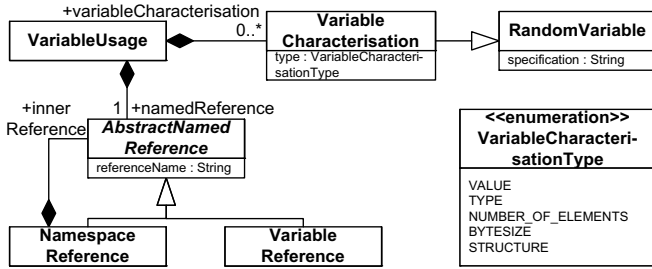 +variableCharacterisation
0..*
VariableUsage
Variable
Characterisation
type : VariableCharacteri-
sationType
RandomVariable
specification : String
+inner
Reference
1
+namedReference
AbstractNamed
Reference
referenceName : String
Namespace
Reference
Variable
Reference
<<enumeration>>
VariableCharacteri-
sationType
VALUE
TYPE
NUMBER_OF_ELEMENTS
BYTESIZE
STRUCTURE